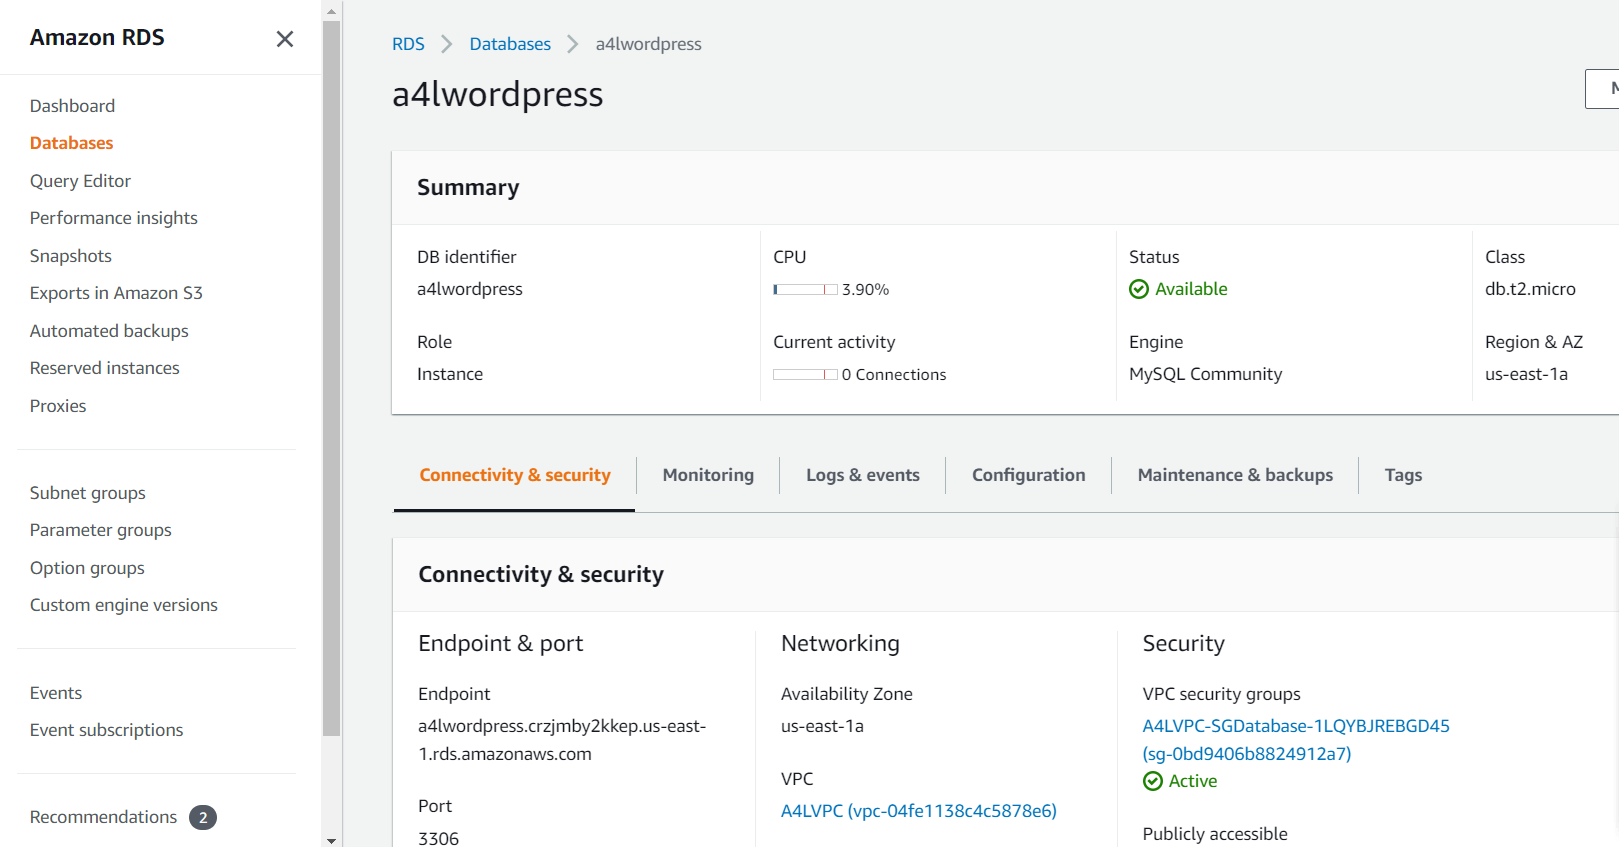 Amazon RDS
Dashboard
Databases
Query Editor
Performance insights
Snapshots
Exports in Amazon S3
Automated backups
Reserved instances
Proxies
Subnet groups
Parameter groups
Option groups
Custom engine versions
Events
Event subscriptions
Recommendations 2
RDS > Databases > a4lwordpress
a4lwordpress
M
Summary
DB identifier
a4lwordpress
Role
Instance
CPU
3.90%
Current activity
0 Connections
Status
Available
Engine
MySQL Community
Class
db.t2.micro
Region & AZ
us-east-1a
Connectivity & security
Monitoring
Logs & events
Configuration
Maintenance & backups
Tags
Connectivity & security
Endpoint & port
Endpoint
a4lwordpress.crzjmby2kkep.us-east-
1.rds.amazonaws.com
Port
3306
Networking
Availability Zone
us-east-1a
VPC
A4LVPC (vpc-04fe1138c4c5878e6)
Security
VPC security groups
A4LVPC-SGDatabase-1LQYBJREBGD45
(sg-0bd9406b8824912a7)
Active
Publicly accessible